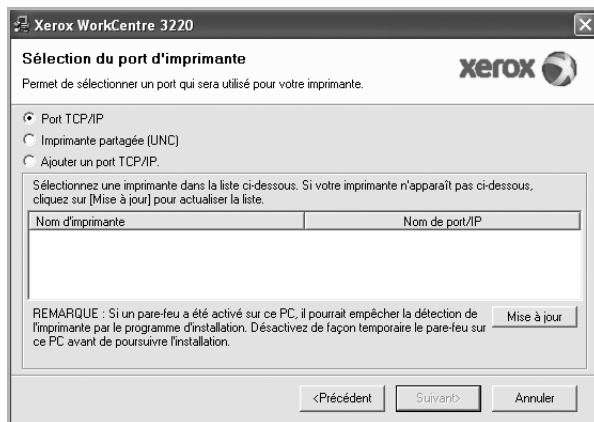 Xerox WorkCentre 3220
Sélection du port d'imprimante
Permet de sélectionner un port qui sera utilisé pour votre imprimante.
xerox
Port TCP/IP
Imprimante partagée (UNC)
Ajouter un port TCP/IP.
Sélectionnez une imprimante dans la liste ci-dessous. Si votre imprimante n'apparaît pas ci-dessous,
cliquez sur [Mise à jour] pour actualiser la liste.
Nom d'imprimante Nom de port/IP
REMARQUE : Si un pare-feu a été activé sur ce PC, il pourrait empêcher la détection de
l'imprimante par le programme d'installation. Désactivez de façon temporaire le pare-feu sur
ce PC avant de poursuivre l'installation.
Mise à jour
<Précédent Suivant> Annuler